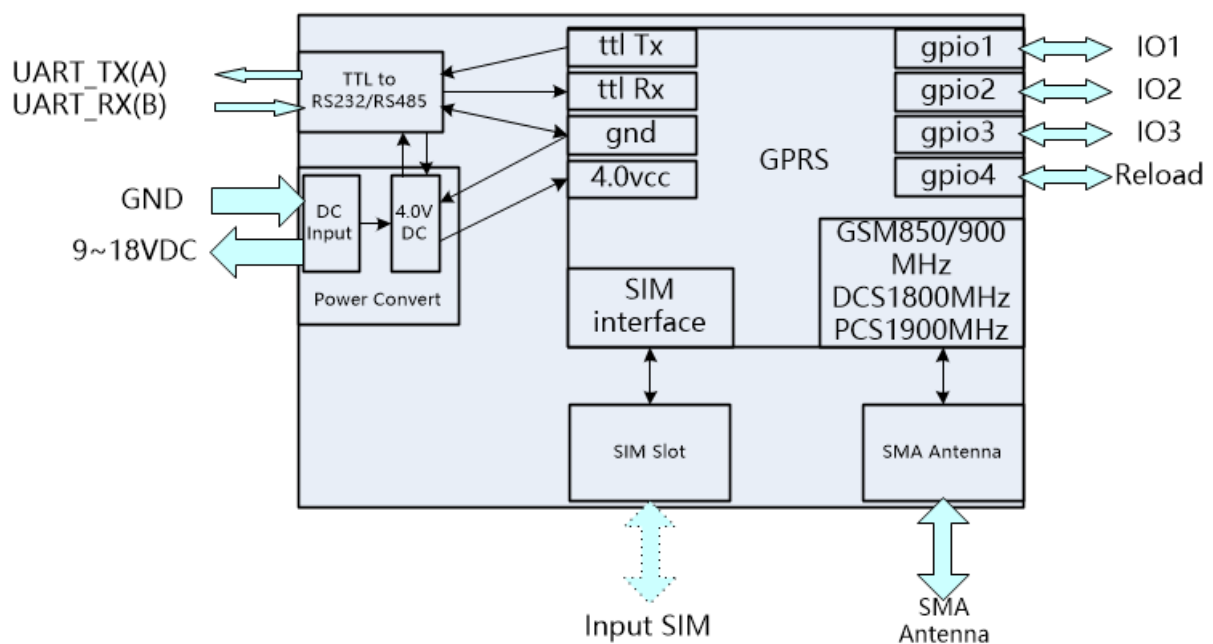 UART_TX(A)
UART_RX(B)
GND
9~18VDC
TTL to
RS232/RS485
DC
Input
4.0V
DC
Power Convert
ttl Tx
ttl Rx
gnd
4.0vcc
GPRS
gpio1
gpio2
gpio3
gpio4
IO1
IO2
IO3
Reload
SIM
interface
GSM850/900
MHz
DCS1800MHz
PCS1900MHz
SIM Slot
SMA Antenna
Input SIM
SMA
Antenna